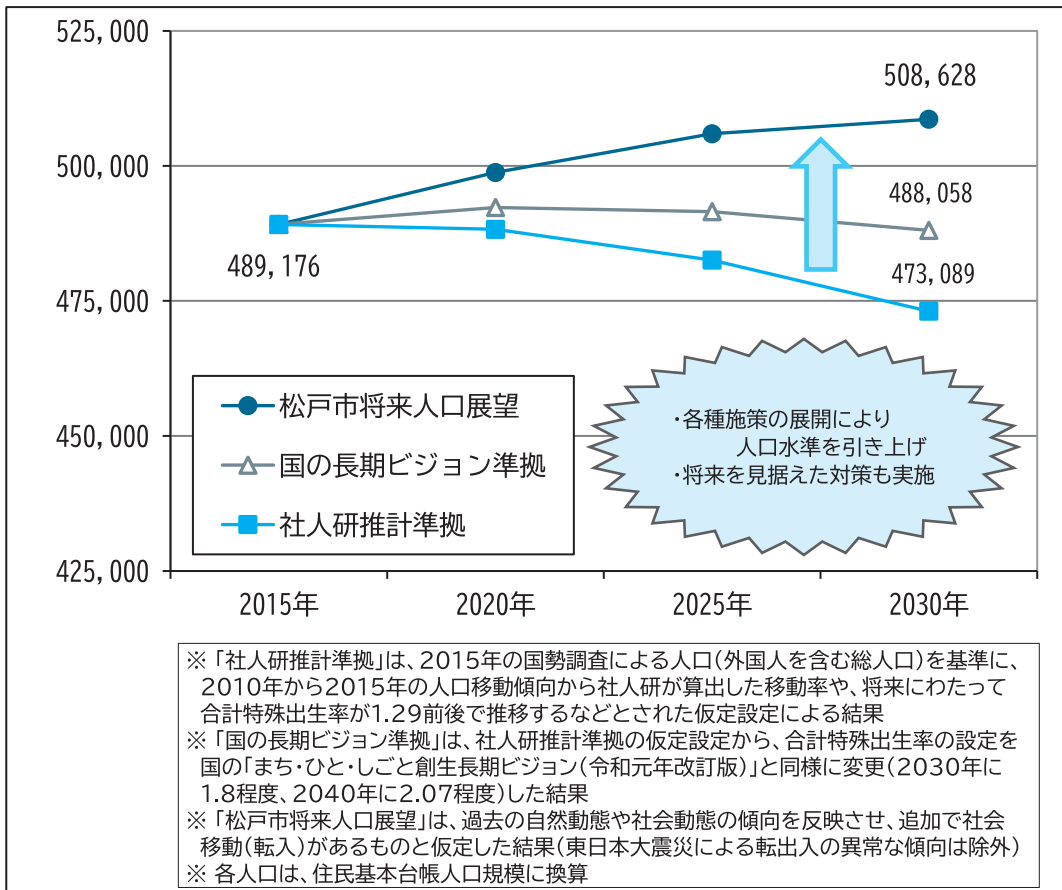 525,000
500,000
475,000
450,000
425,000
508,628
488,058
489,176
473,089
松戸市将来人口展望
国の長期ビジョン準拠
社人研推計準拠
・各種施策の展開により
人口水準を引き上げ
・将来を見据えた対策も実施
2015年
2020年
2025年
2030年
※「社人研推計準拠」は、2015年の国勢調査による人口(外国人を含む総人口)を基準に、
2010年から2015年の人口移動傾向から社人研が算出した移動率や、将来にわたって
合計特殊出生率が1.29前後で推移するなどとされた仮定設定による結果
※「国の長期ビジョン準拠」は、社人研推計準拠の仮定設定から、合計特殊出生率の設定を
国の「まち・ひと・しごと創生長期ビジョン(令和元年改訂版)」と同様に変更(2030年に
1.8程度、2040年に2.07程度)した結果
※「松戸市将来人口展望」は、過去の自然動態や社会動態の傾向を反映させ、追加で社会
移動(転入)があるものと仮定した結果(東日本大震災による転出入の異常な傾向は除外)
※ 各人口は、住民基本台帳人口規模に換算